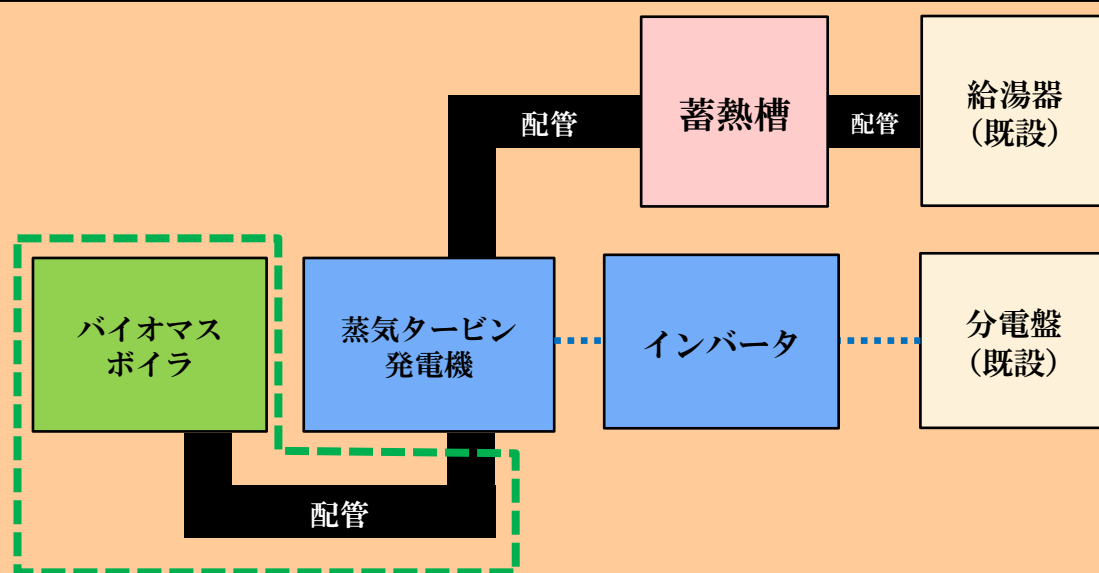 配管
蓄熱槽
配管
給湯器
（既設）
バイオマス
ボイラ
蒸気タービン
発電機
インバータ
分電盤
（既設）
配管